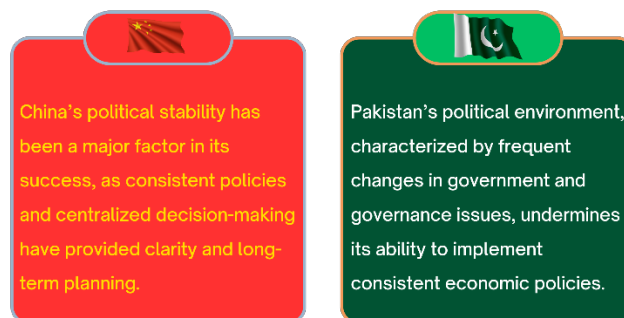 China’s political stability has
been a major factor in its
success, as consistent policies
and centralized decision-making
have provided clarity and long-
term planning.
Pakistan’s political environment,
characterized by frequent
changes in government and
governance issues, undermines
its ability to implement
consistent economic policies.